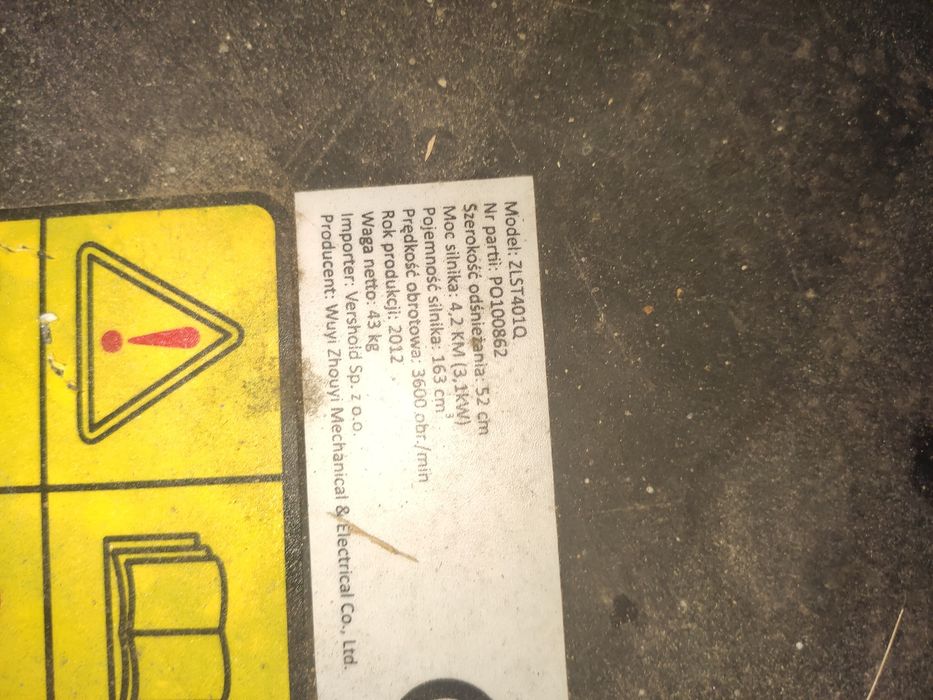 Model: ZLST401Q
Nr partii: PO100862
Szerokość odśnieżania: 52 cm
Moc silnika: 4,2 KM (3,1kW)
Pojemność silnika: 163 cm³
Prędkość obrotowa: 3600 obr./min
Rok produkcji: 2012
Waga netto: 43 kg
Importer: Vershold Sp. z o.o.
Producent: Wuyi Zhouyi Mechanical & Electrical Co., Ltd.